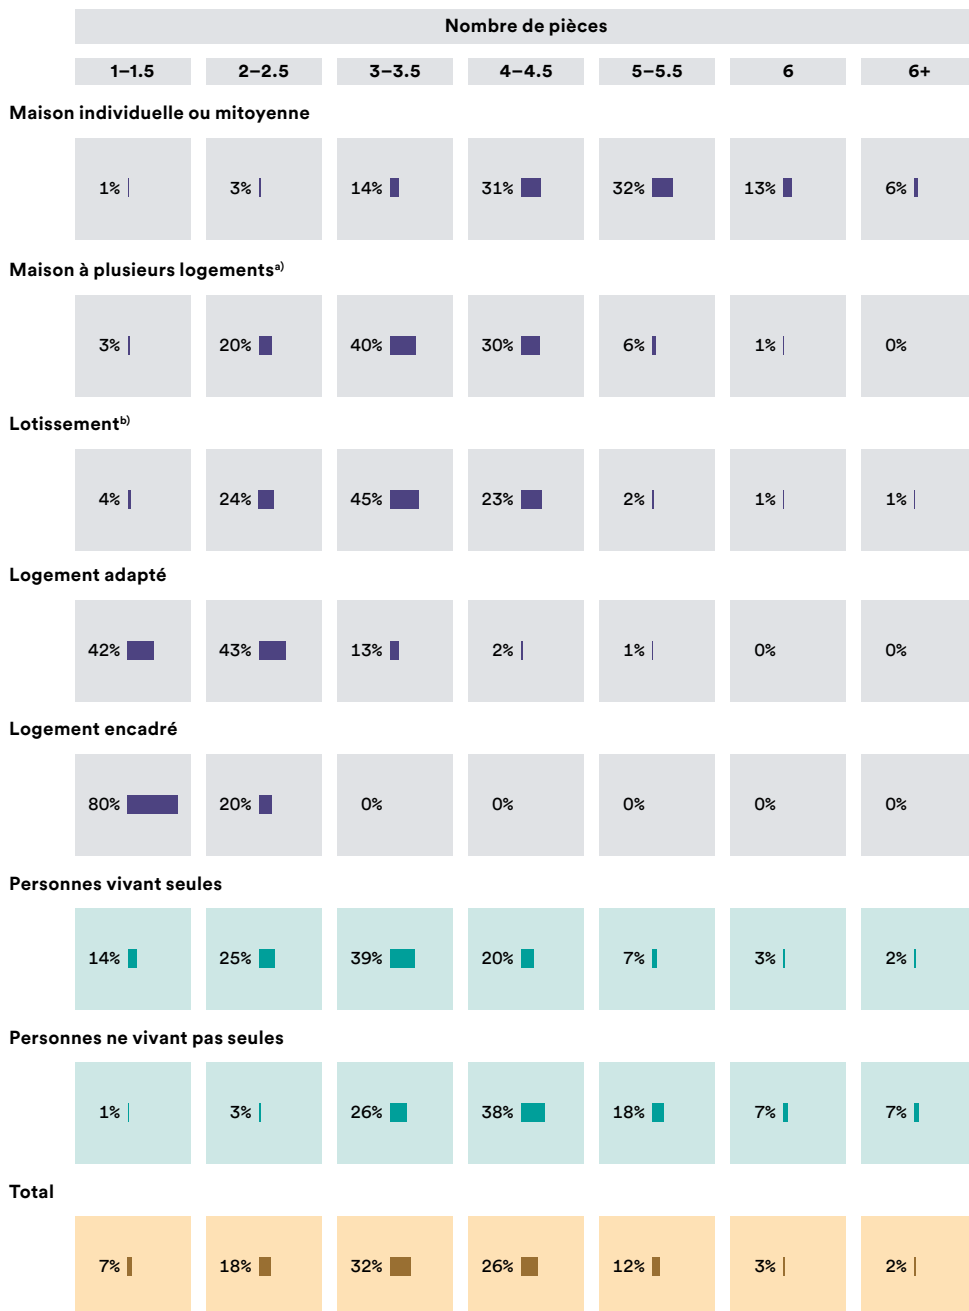 Nombre de pièces
1–1.5 2–2.5 3–3.5 4–4.5 5–5.5 6 6+
Maison individuelle ou mitoyenne
1% 3% 14% 31% 32% 13% 6%
Maison à plusieurs logements a)
3% 20% 40% 30% 6% 1% 0%
Lotissement b)
4% 24% 45% 23% 2% 1% 1%
Logement adapté
42% 43% 13% 2% 1% 0% 0%
Logement encadré
80% 20% 0% 0% 0% 0% 0%
Personnes vivant seules
14% 25% 39% 20% 7% 3% 2%
Personnes ne vivant pas seules
1% 3% 26% 38% 18% 7% 7%
Total
7% 18% 32% 26% 12% 3% 2%